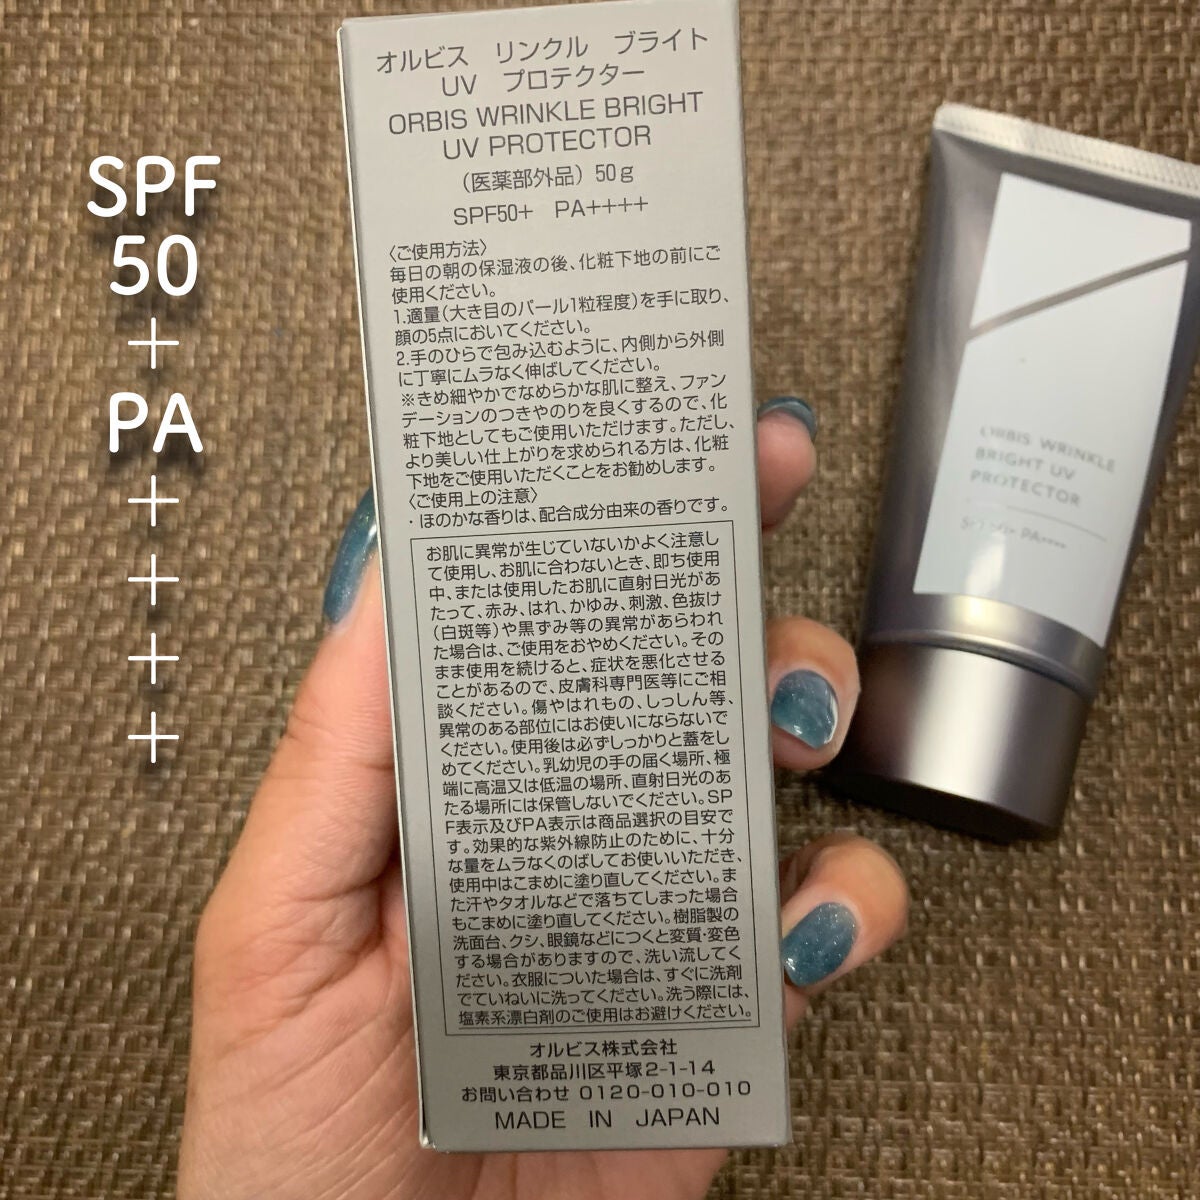 SPF
50
+
PA
+
+
+
+
オルビス リンクル ブライト
UV プロテクター
ORBIS WRINKLE BRIGHT
UV PROTECTOR
(医薬部外品) 50g
SPF50+ PA++++
〈ご使用方法〉
毎日の朝の保湿液の後、化粧下地の前にご
使用ください。
1.適量(大き目のパール1粒程度)を手に取り、
顔の5点においてください。
2.手のひらで包み込むように、内側から外側
に丁寧にムラなく伸ばしてください。
※きめ細やかでなめらかな肌に整え、ファン
デーションのつきやのりを良くするので、化
粧下地としてもご使用いただけます。ただし、
より美しい仕上がりを求められる方は、化粧
下地をご使用いただくことをお勧めします。
〈ご使用上の注意〉
・ほのかな香りは、配合成分由来の香りです。
お肌に異常が生じていないかよく注意し
て使用し、お肌に合わないとき、即ち使用
中、または使用したお肌に直射日光があ
たって、赤み、はれ、かゆみ、刺激、色抜け
(白斑等)や黒ずみ等の異常があらわれ
た場合は、ご使用をおやめください。その
まま使用を続けると、症状を悪化させる
ことがあるので、皮膚科専門医等にご相
談ください。傷やはれもの、しっしん等、
異常のある部位にはお使いにならないで
ください。使用後は必ずしっかりと蓋をし
めてください。乳幼児の手の届く場所、極
端に高温又は低温の場所、直射日光のあ
たる場所には保管しないでください。SP
F表示及びPA表示は商品選択の目安で
す。効果的な紫外線防止のために、十分
な量をムラなくのばしてお使いいただき、
使用中はこまめに塗り直してください。ま
た汗やタオルなどで落ちてしまった場合
もこまめに塗り直してください。樹脂製の
洗面台、クシ、眼鏡などにつくと変質・変色
する場合がありますので、洗い流してく
ださい。衣服についた場合は、すぐに洗剤
でていねいに洗ってください。洗う際には、
塩素系漂白剤のご使用はお避けください。
オルビス株式会社
東京都品川区平塚2-1-14
お問い合わせ 0120-010-010
MADE IN JAPAN
ORBIS WRINKLE
BRIGHT UV
PROTECTOR
SPF50+ PA++++